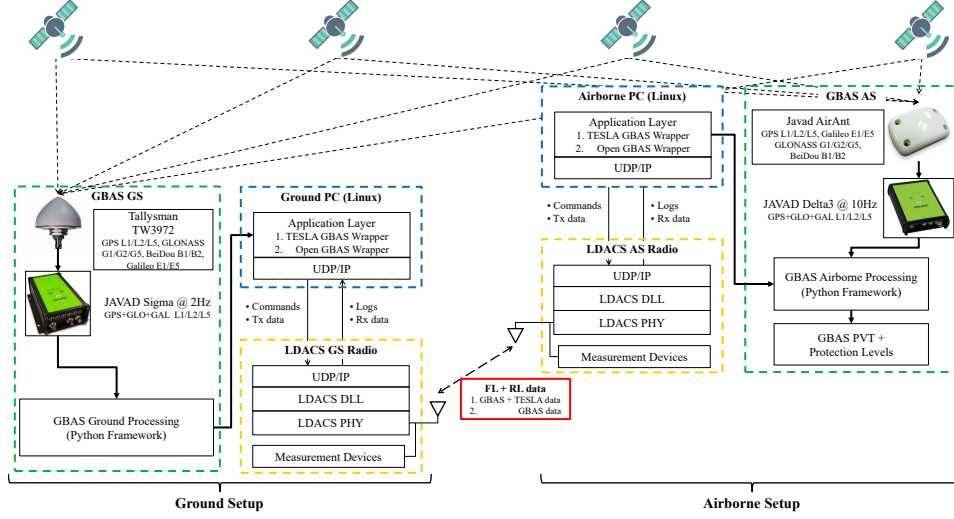 GBAS GS
Tallysman
TW3972
GPS L1/L2/L5, GLONASS
G1/G2/G5, BeiDou B1/B2,
Galileo E1/E5
JAVAD Sigma @ 2Hz
GPS+GLO+GAL L1/L2/L5
GBAS Ground Processing
(Python Framework)
Ground PC (Linux)
Application Layer
1. TESLA GBAS Wrapper
2. Open GBAS Wrapper
UDP/IP
• Commands
• Tx data
• Logs
• Rx data
LDACS GS Radio
UDP/IP
LDACS DLL
LDACS PHY
Measurement Devices
Ground Setup
FL + RL data
1. GBAS + TESLA data
2. GBAS data
Airborne PC (Linux)
Application Layer
1. TESLA GBAS Wrapper
2. Open GBAS Wrapper
UDP/IP
• Commands
• Tx data
• Logs
• Rx data
LDACS AS Radio
UDP/IP
LDACS DLL
LDACS PHY
Measurement Devices
GBAS AS
Javad AirAnt
GPS L1/L2/L5, Galileo E1/E5
GLONASS G1/G2/G5,
BeiDou B1/B2
JAVAD Delta3 @ 10Hz
GPS+GLO+GAL L1/L2/L5
GBAS Airborne Processing
(Python Framework)
GBAS PVT +
Protection Levels
Airborne Setup